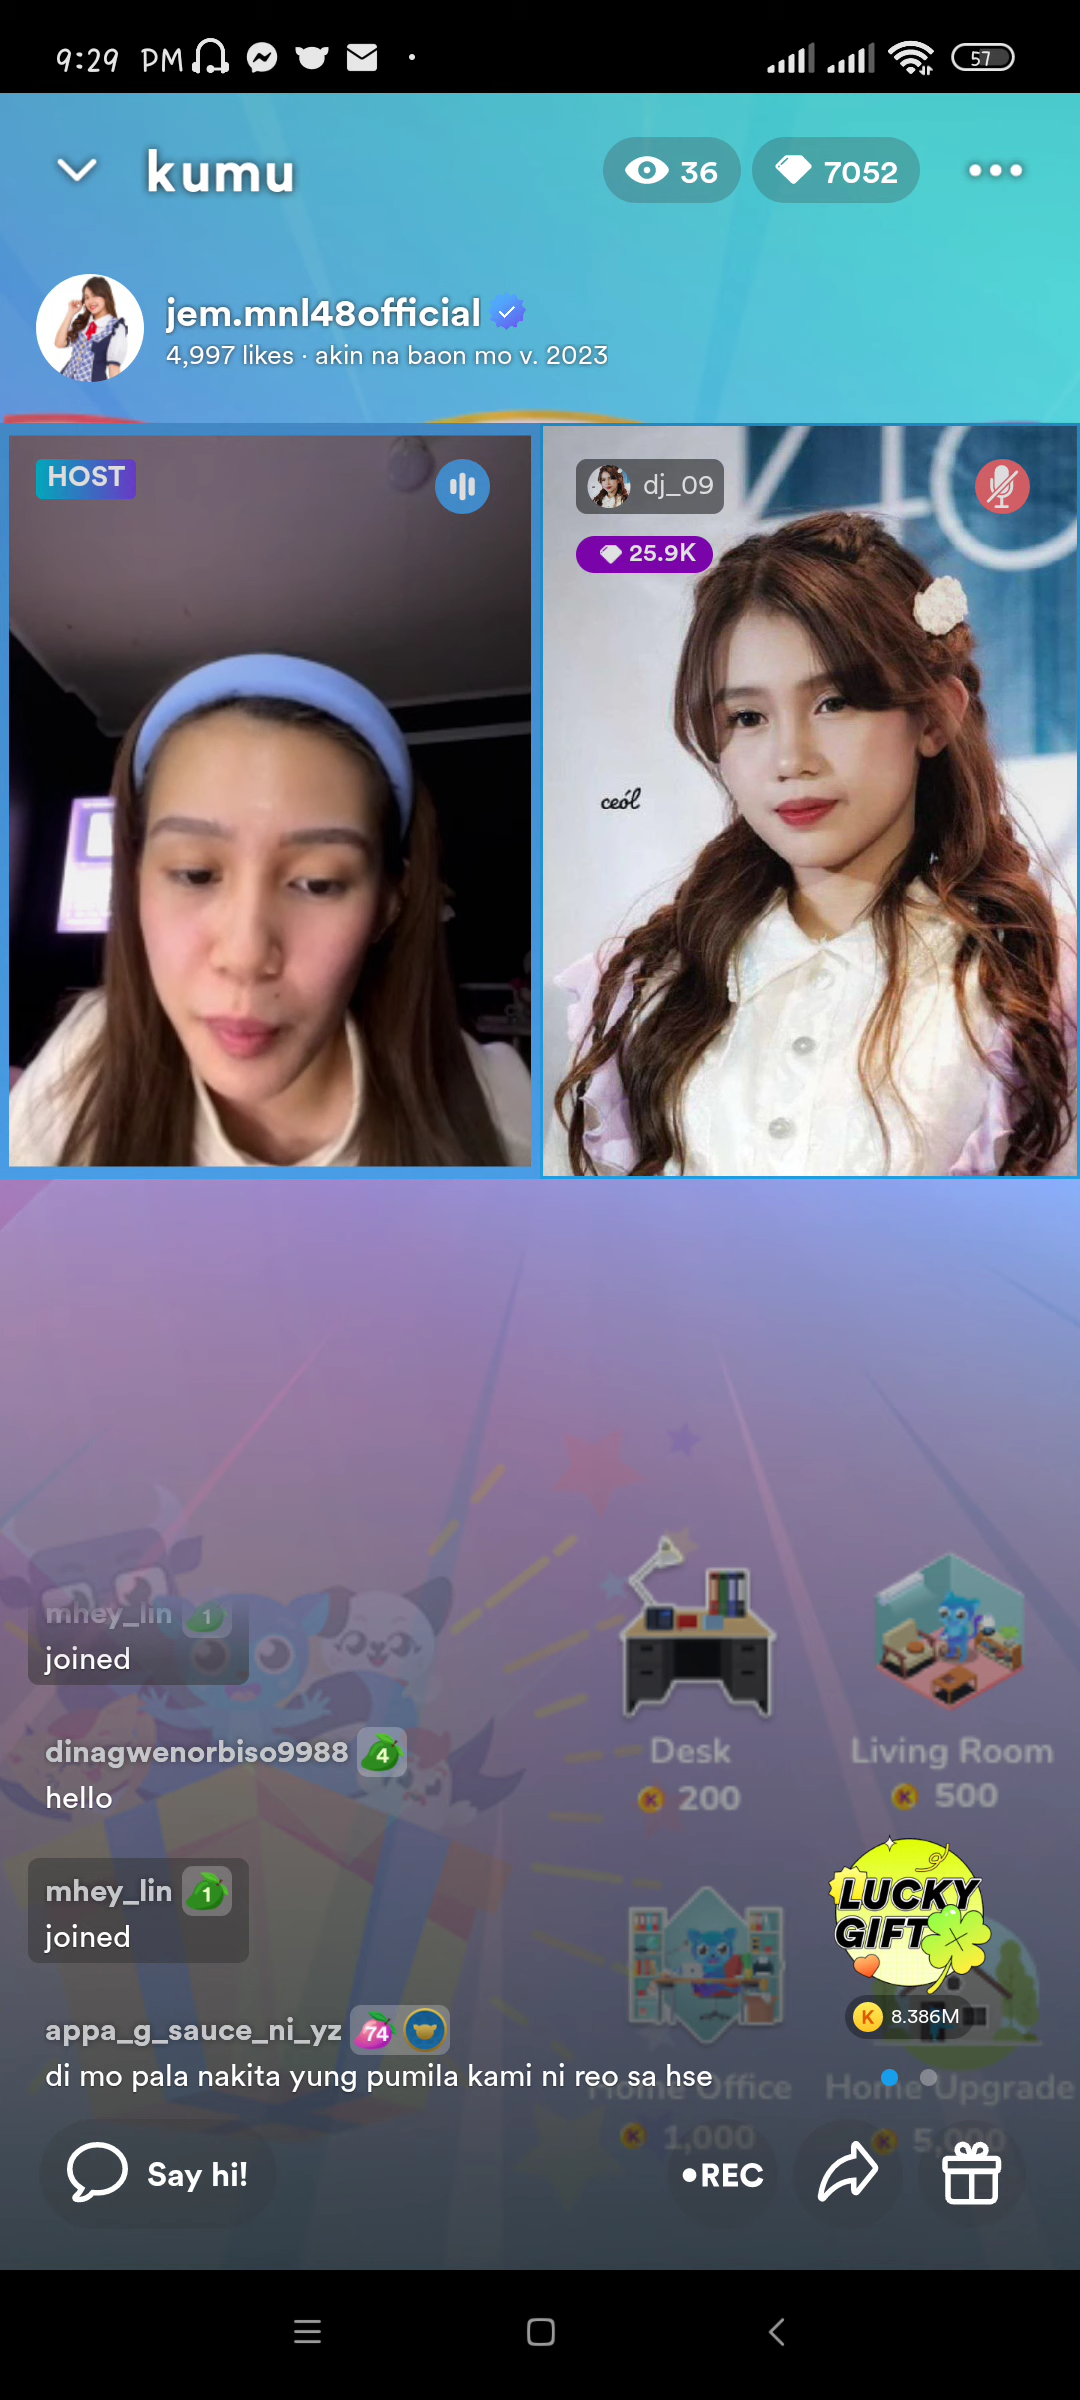 9:29 PM
57
kumu
36
7052
jem.mnl48official
4,997 likes · akin na baon mo v. 2023
HOST
dj_09
25.9K
ceól
mhey_lin 1
joined
Desk
200
Living Room
500
dinagwenorbiso9988 4
hello
mhey_lin 1
joined
LUCKY
GIFT
K 8.386M
appa_g_sauce_ni_yz 74
di mo pala nakita yung pumila kami ni reo sa hse
Home Office
Home Upgrade
1,000
5,000
Say hi!
•REC